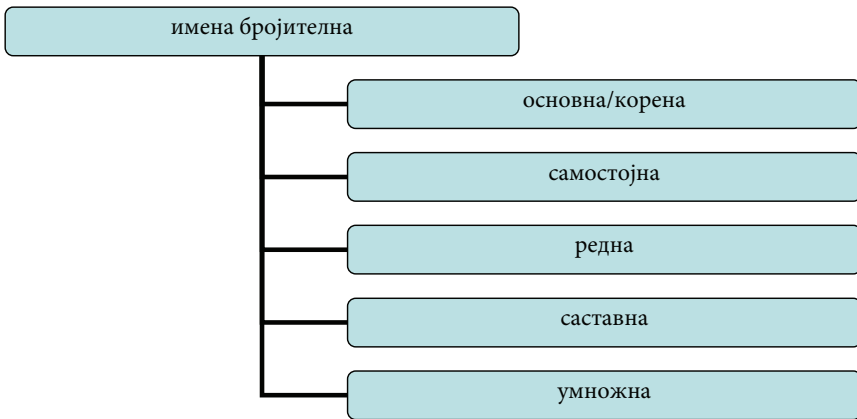 имена бројителна
основна/корена
самостојна
редна
саставна
умножна